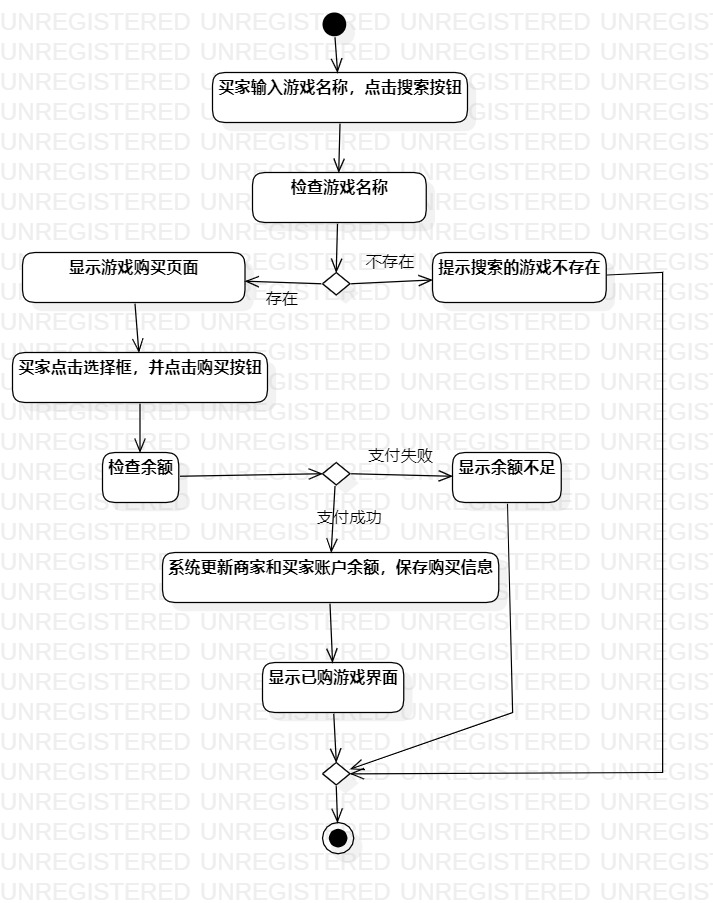 买家输入游戏名称，点击搜索按钮
检查游戏名称
显示游戏购买页面
不存在
提示搜索的游戏不存在
存在
买家点击选择框，并点击购买按钮
检查余额
支付失败
显示余额不足
支付成功
系统更新商家和买家账户余额，保存购买信息
显示已购游戏界面
UNREGISTERED